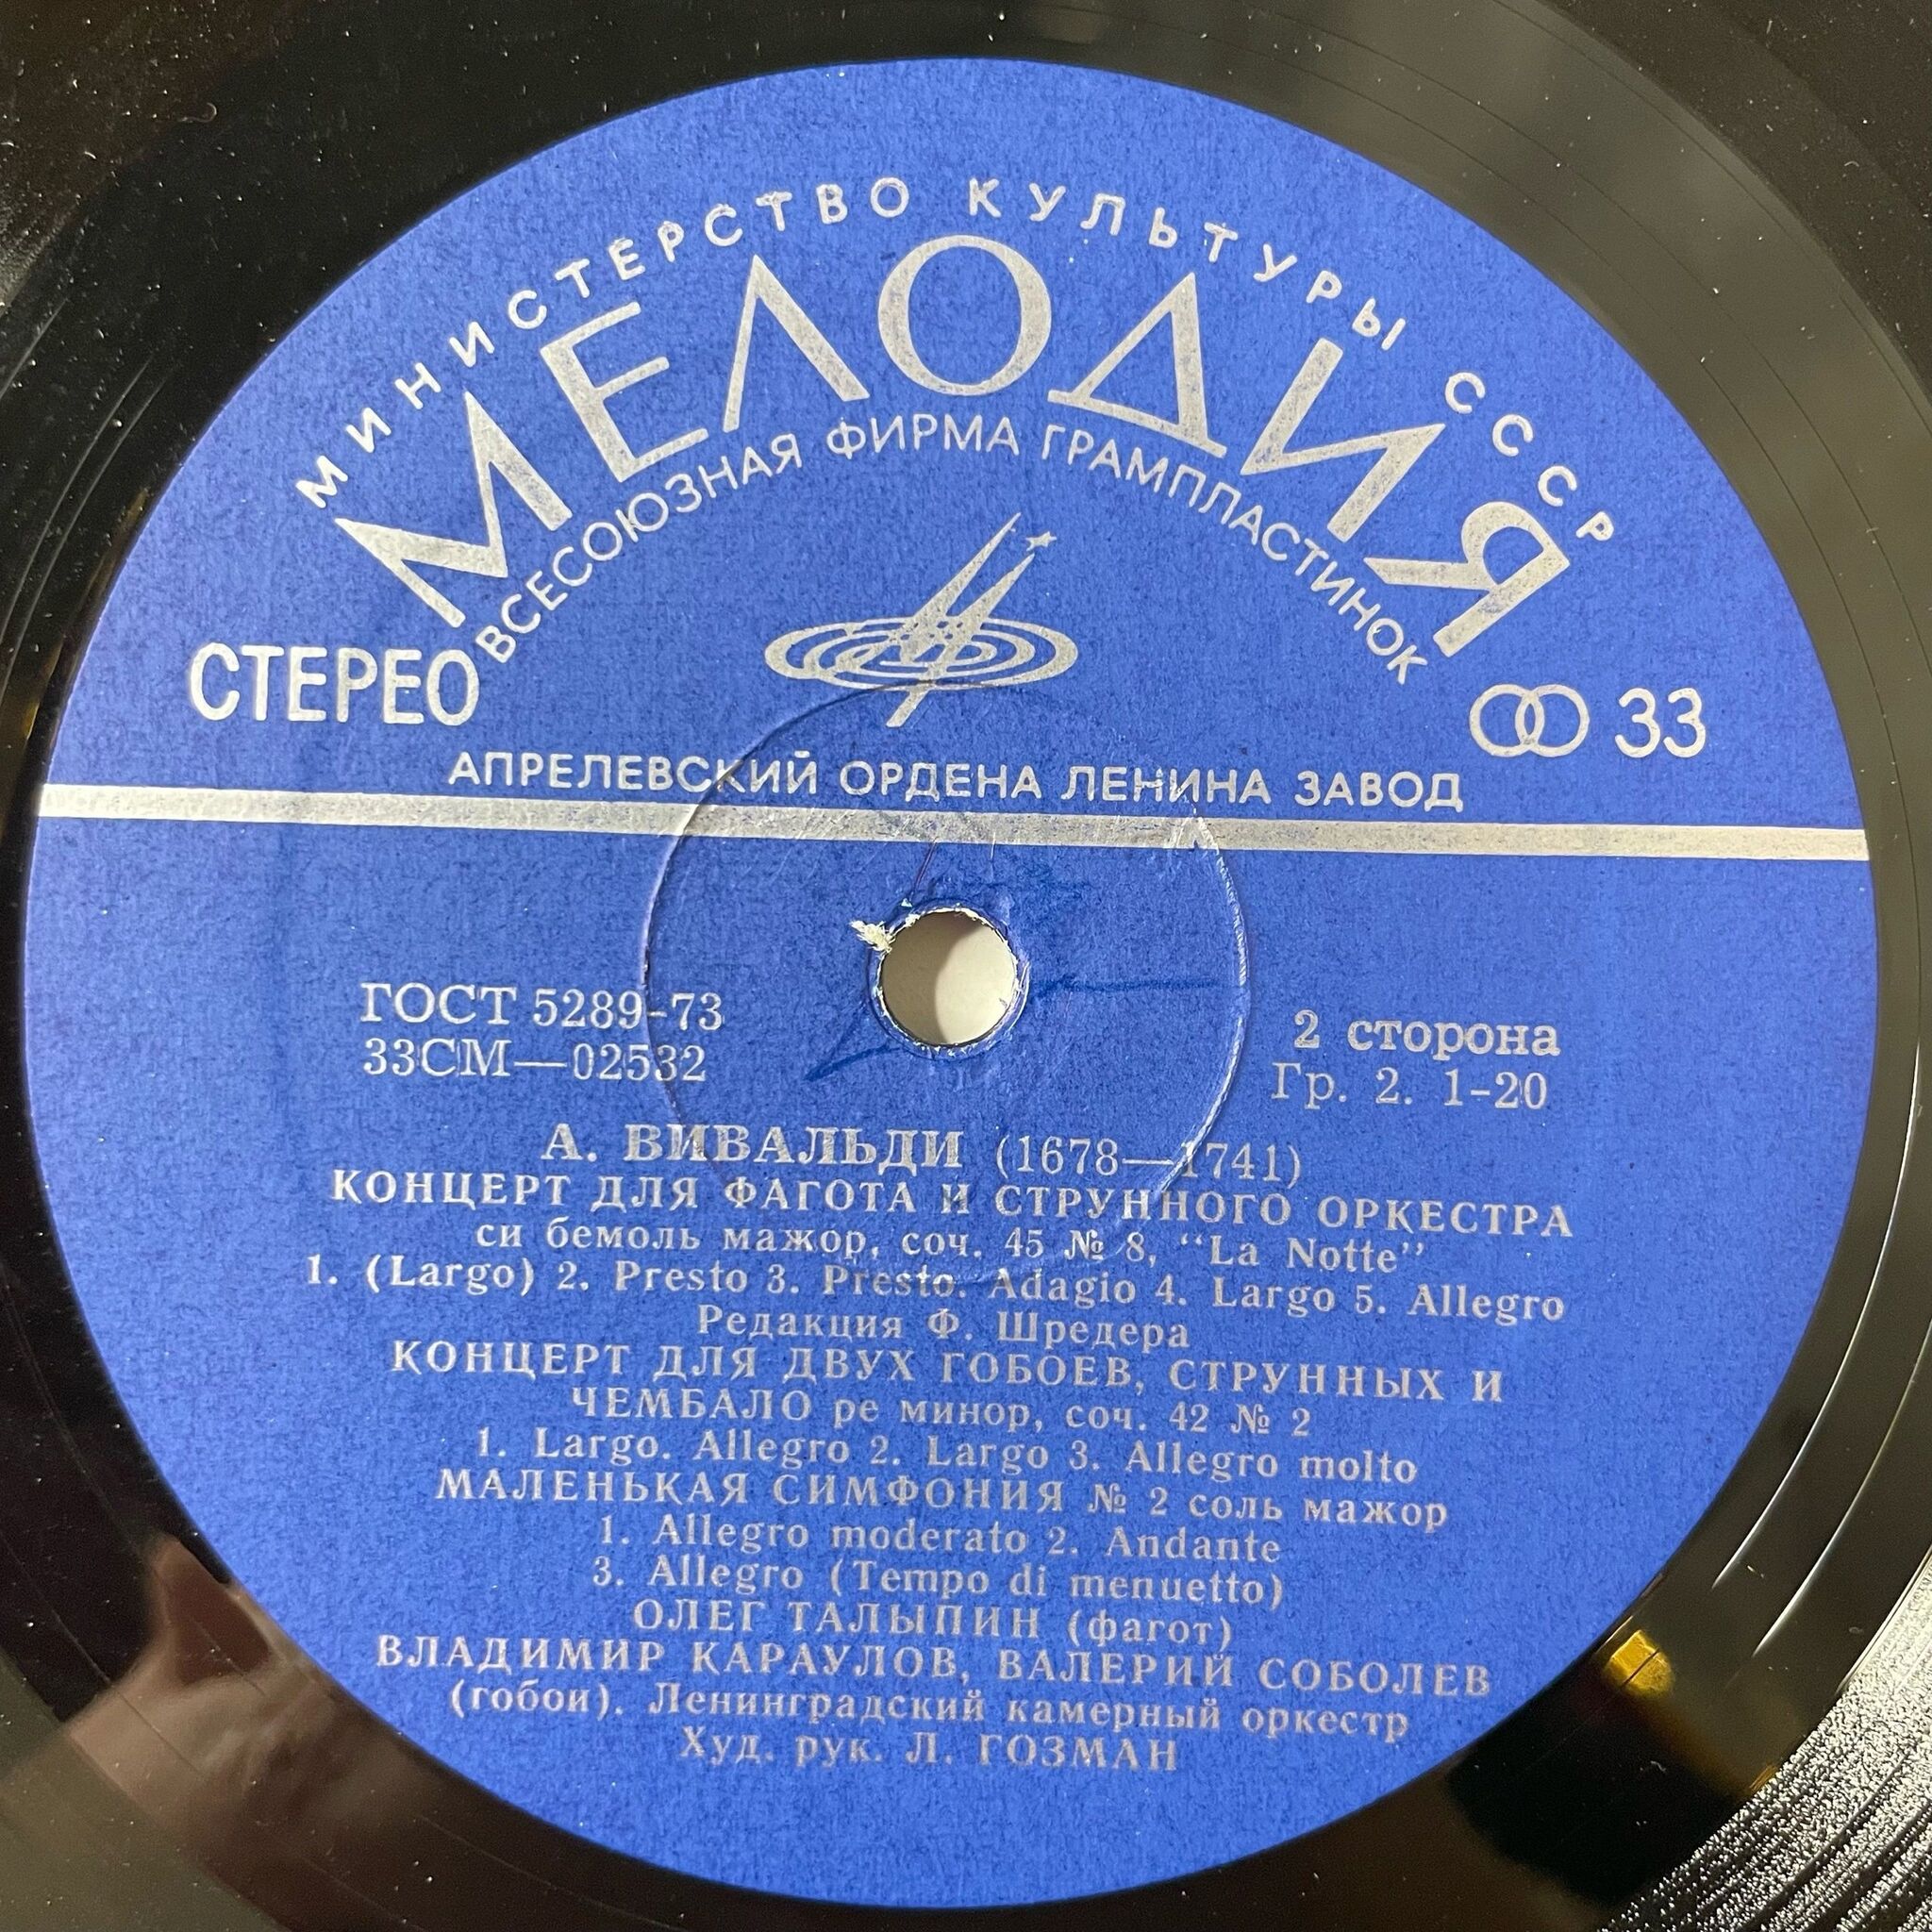 МИНИСТЕРСТВО КУЛЬТУРЫ СССР
МЕЛОДИЯ
ВСЕСОЮЗНАЯ ФИРМА ГРАМПЛАСТИНОК
СТЕРЕО
33
АПРЕЛЕВСКИЙ ОРДЕНА ЛЕНИНА ЗАВОД
ГОСТ 5289-73
33СМ—02532
2 сторона
Гр. 2. 1-20
А. ВИВАЛЬДИ (1678—1741)
КОНЦЕРТ ДЛЯ ФАГОТА И СТРУННОГО ОРКЕСТРА
си бемоль мажор, соч. 45 № 8, “La Notte”
1. (Largo) 2. Presto 3. Presto. Adagio 4. Largo 5. Allegro
Редакция Ф. Шредера
КОНЦЕРТ ДЛЯ ДВУХ ГОБОЕВ, СТРУННЫХ И
ЧЕМБАЛО ре минор, соч. 42 № 2
1. Largo. Allegro 2. Largo 3. Allegro molto
МАЛЕНЬКАЯ СИМФОНИЯ № 2 соль мажор
1. Allegro moderato 2. Andante
3. Allegro (Tempo di menuetto)
ОЛЕГ ТАЛЫПИН (фагот)
ВЛАДИМИР КАРАУЛОВ, ВАЛЕРИЙ СОБОЛЕВ
(гобои). Ленинградский камерный оркестр
Худ. рук. Л. ГОЗМАН